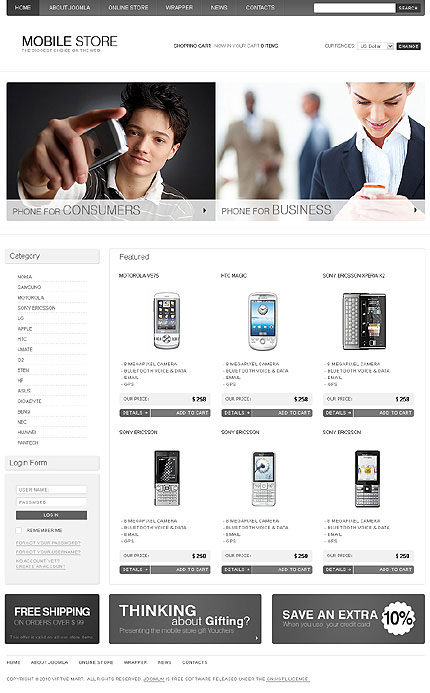 HOME ABOUT JOOMLA ONLINE STORE WRAPPER NEWS CONTACTS SEARCH
MOBILE STORE
THE BIGGEST CHOICE ON THE WEB
SHOPPING CART: NOW IN YOUR CART 0 ITEMS
CURRENCIES: US Dollar CHANGE
PHONE FOR CONSUMERS
PHONE FOR BUSINESS
Category
NOKIA
SAMSUNG
MOTOROLA
SONY ERICSSON
LG
APPLE
HTC
I-MATE
O2
ETEN
HP
ASUS
GIGABYTE
BENQ
NEC
HUAWEI
PANTECH
Login Form
USER NAME:
PASSWORD:
LOG IN
REMEMBER ME
FORGOT YOUR PASSWORD?
FORGOT YOUR USERNAME?
NO ACCOUNT YET?
CREATE AN ACCOUNT
Featured
MOTOROLA VE75 HTC MAGIC SONY ERICSSON XPERIA X2
- 8 MEGAPIXEL CAMERA - 8 MEGAPIXEL CAMERA - 8 MEGAPIXEL CAMERA
- BLUETOOTH VOICE & DATA - BLUETOOTH VOICE & DATA - BLUETOOTH VOICE & DATA
- EMAIL - EMAIL - EMAIL
- GPS - GPS - GPS
OUR PRICE: $ 250 OUR PRICE: $ 250 OUR PRICE: $ 250
DETAILS + ADD TO CART DETAILS + ADD TO CART DETAILS + ADD TO CART
SONY ERICSSON SONY ERICSSON SONY ERICSSON
- 8 MEGAPIXEL CAMERA - 8 MEGAPIXEL CAMERA - 8 MEGAPIXEL CAMERA
- BLUETOOTH VOICE & DATA - BLUETOOTH VOICE & DATA - BLUETOOTH VOICE & DATA
- EMAIL - EMAIL - EMAIL
- GPS - GPS - GPS
OUR PRICE: $ 250 OUR PRICE: $ 250 OUR PRICE: $ 250
DETAILS + ADD TO CART DETAILS + ADD TO CART DETAILS + ADD TO CART
FREE SHIPPING
ON ORDERS OVER $ 99
This offer is valid on all our store items.
THINKING
about Gifting?
Presenting the mobile store gift Vouchers
SAVE AN EXTRA
When you use your credit card
10%
HOME ABOUT JOOMLA ONLINE STORE WRAPPER NEWS CONTACTS
COPYRIGHT © 2010 VIRTUE MART. ALL RIGHTS RESERVED. JOOMLA! IS FREE SOFTWARE RELEASED UNDER THE GNU/GPL LICENSE.